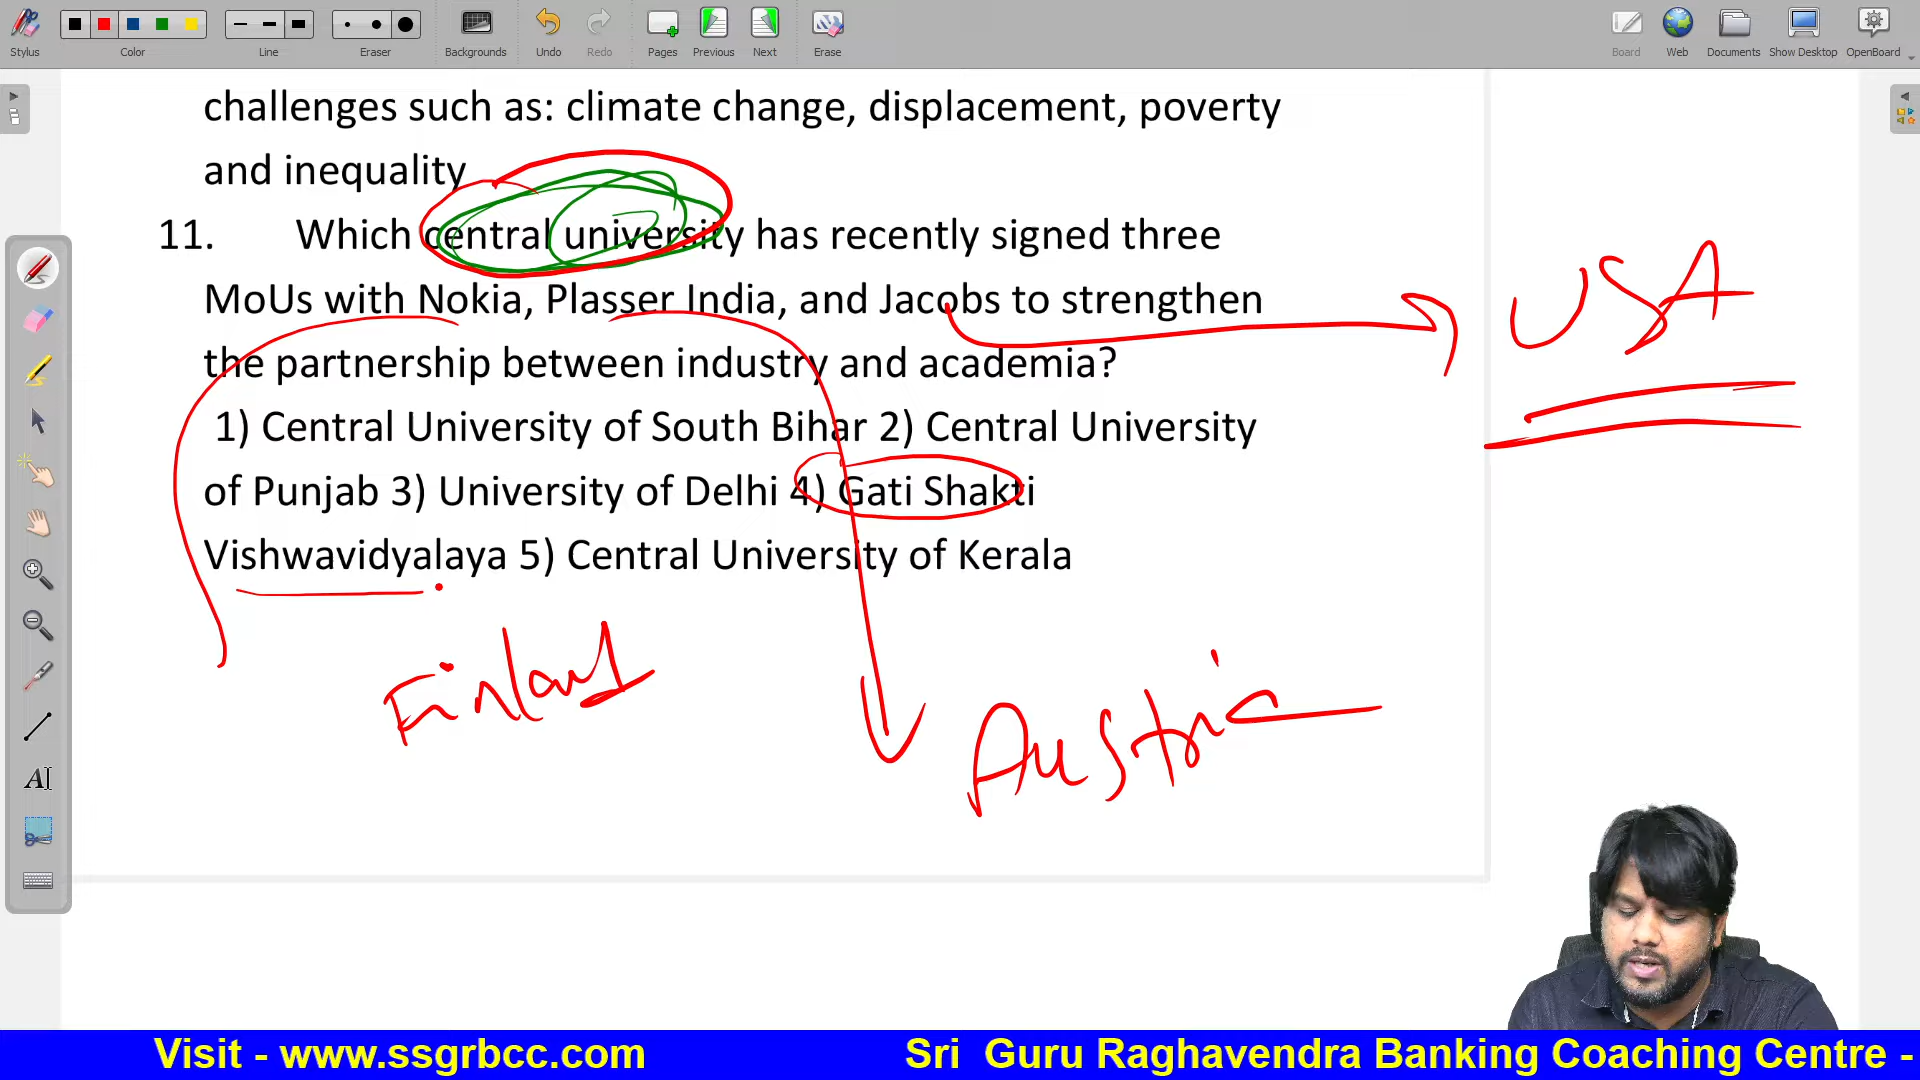 Stylus
Color
Line
Eraser
Backgrounds
Undo
Redo
Pages
Previous
Next
Erase
Board
Web
Documents
Show Desktop
OpenBoard
challenges such as: climate change, displacement, poverty
and inequality
11. Which central university has recently signed three
MoUs with Nokia, Plasser India, and Jacobs to strengthen
the partnership between industry and academia?
1) Central University of South Bihar 2) Central University
of Punjab 3) University of Delhi 4) Gati Shakti
Vishwavidyalaya 5) Central University of Kerala
USA
Finland
Austria
Visit - www.ssgrbcc.com Sri Guru Raghavendra Banking Coaching Centre -